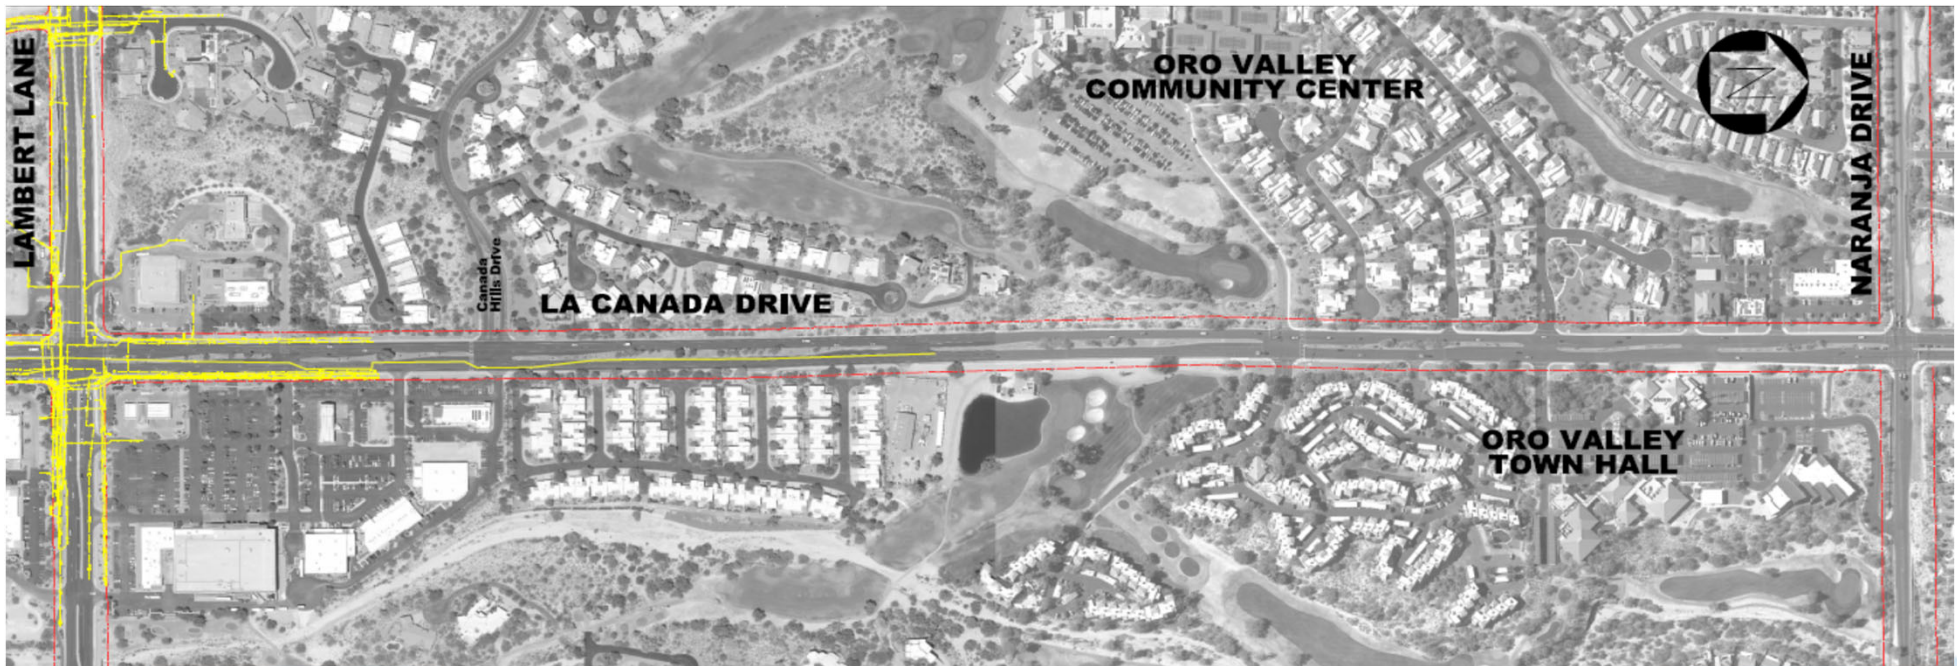 LAMBERT LANE
ORO VALLEY
COMMUNITY CENTER
N
NARANJA DRIVE
Canada
Hills Drive
LA CANADA DRIVE
ORO VALLEY
TOWN HALL